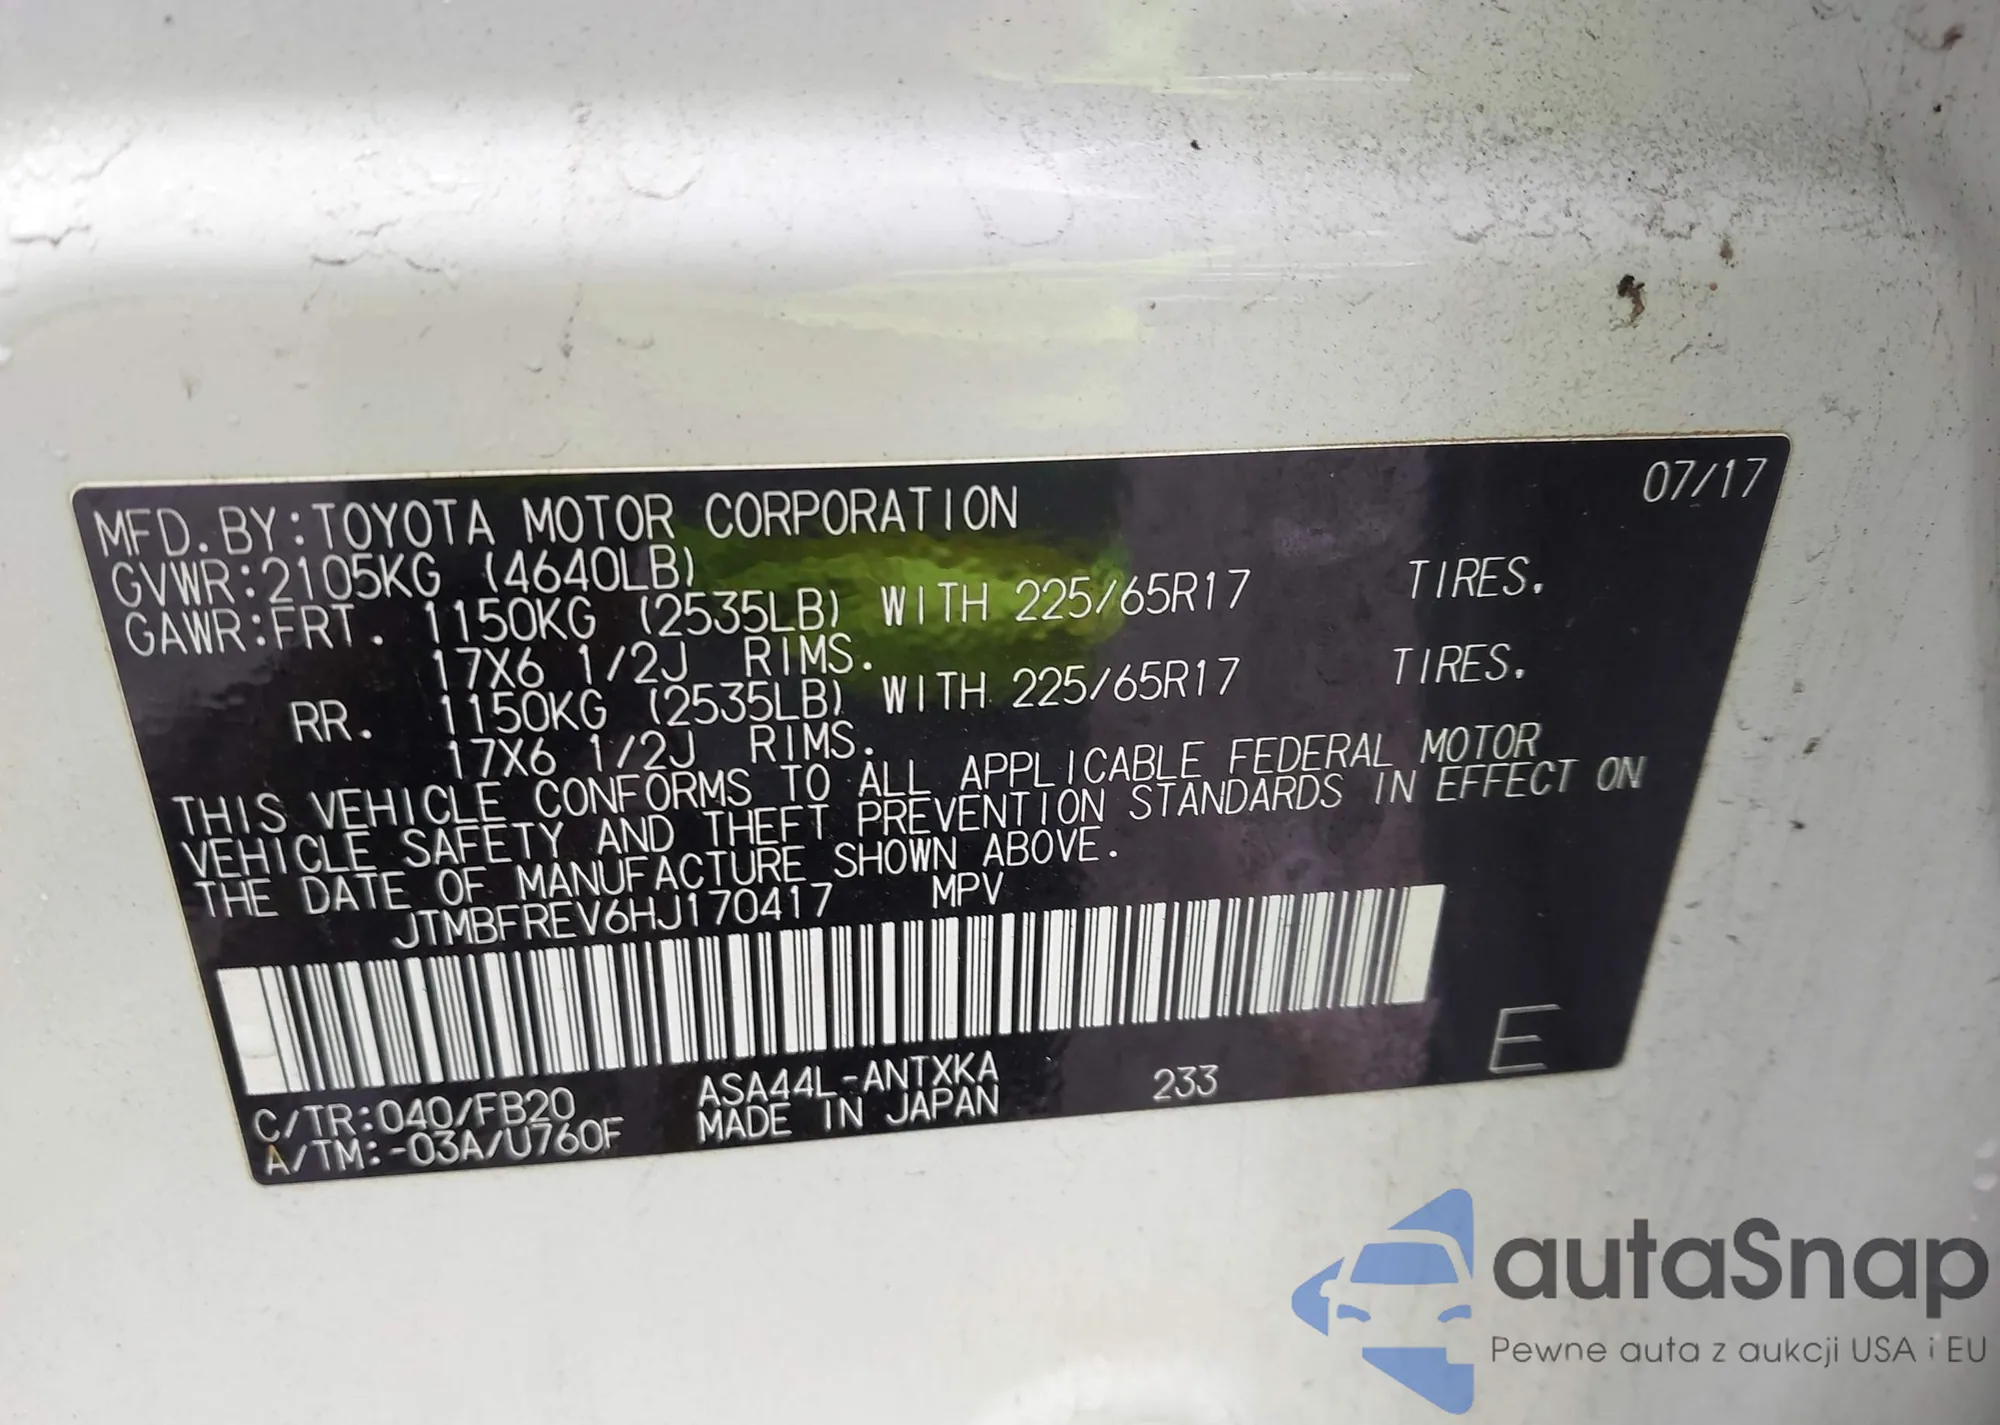 07/17
MFD. BY:TOYOTA MOTOR CORPORATION
GVWR:2105KG (4640LB)
GAWR:FRT. 1150KG (2535LB) WITH 225/65R17 TIRES.
17X6 1/2J RIMS.
RR. 1150KG (2535LB) WITH 225/65R17 TIRES.
17X6 1/2J RIMS.
THIS VEHICLE CONFORMS TO ALL APPLICABLE FEDERAL MOTOR
VEHICLE SAFETY AND THEFT PREVENTION STANDARDS IN EFFECT ON
THE DATE OF MANUFACTURE SHOWN ABOVE.
JTMBFREV6HJ170417 MPV
C/TR:040/FB20 ASA44L-ANTXKA 233 E
A/TM:-03A/U760F MADE IN JAPAN
autaSnap
Pewne auta z aukcji USA i EU